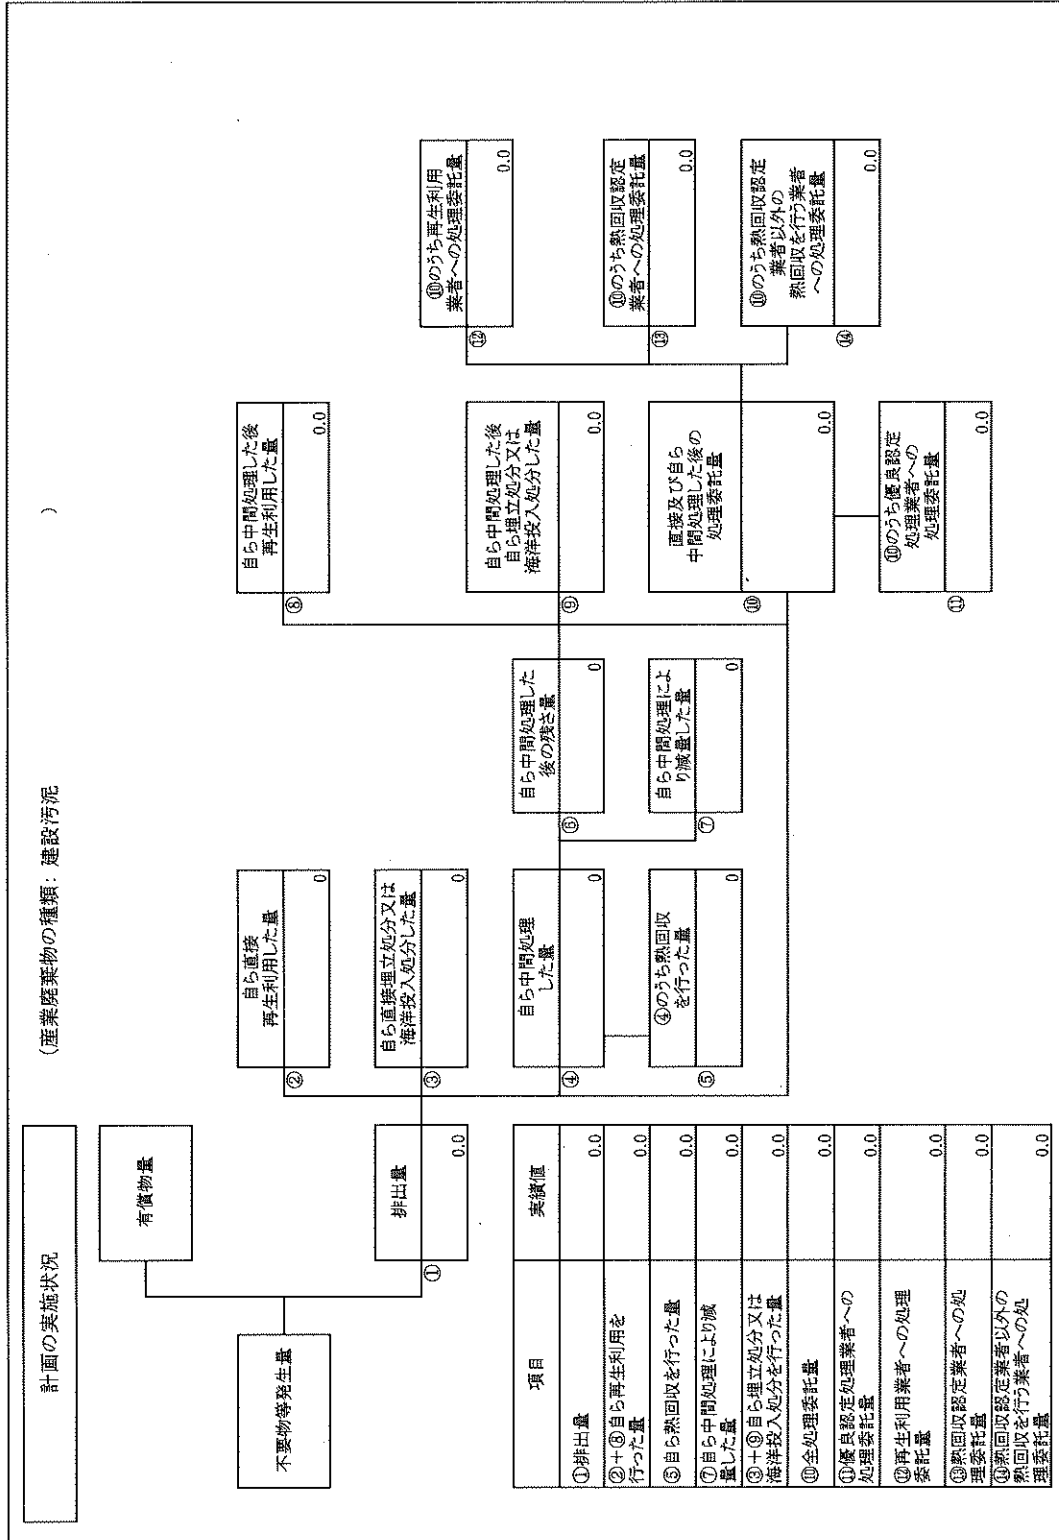 計画の実施状況
(産業廃棄物の種類: 建設汚泥 )
不要物等発生量
有償物量
排出量
①
0.0
自ら直接
再生利用した量
②
0
自ら直接埋立処分又は
海洋投入処分した量
③
0
自ら中間処理
した量
④
0
④のうち熱回収
を行った量
⑤
0
自ら中間処理した
後の残さ量
⑥
0
自ら中間処理によ
り減量した量
⑦
0
自ら中間処理した後
再生利用した量
⑧
0.0
自ら中間処理した後
自ら埋立処分又は
海洋投入処分した量
⑨
0.0
直接及び自ら
中間処理した後の
処理委託量
⑩
0.0
⑩のうち優良認定
処理業者への
処理委託量
⑪
0.0
⑩のうち再生利用
業者への処理委託量
⑫
0.0
⑩のうち熱回収認定
業者への処理委託量
⑬
0.0
⑩のうち熱回収認定
業者以外の
熱回収を行う業者
への処理委託量
⑭
0.0
項目 実績値
①排出量 0.0
②+⑧自ら再生利用を
行った量 0.0
⑤自ら熱回収を行った量 0.0
⑦自ら中間処理により減
量した量 0.0
③+⑨自ら埋立処分又は
海洋投入処分を行った量 0.0
⑩全処理委託量 0.0
⑪優良認定処理業者への
処理委託量 0.0
⑫再生利用業者への処理
委託量 0.0
⑬熱回収認定業者への処
理委託量 0.0
⑭熱回収認定業者以外の
熱回収を行う業者への処
理委託量 0.0